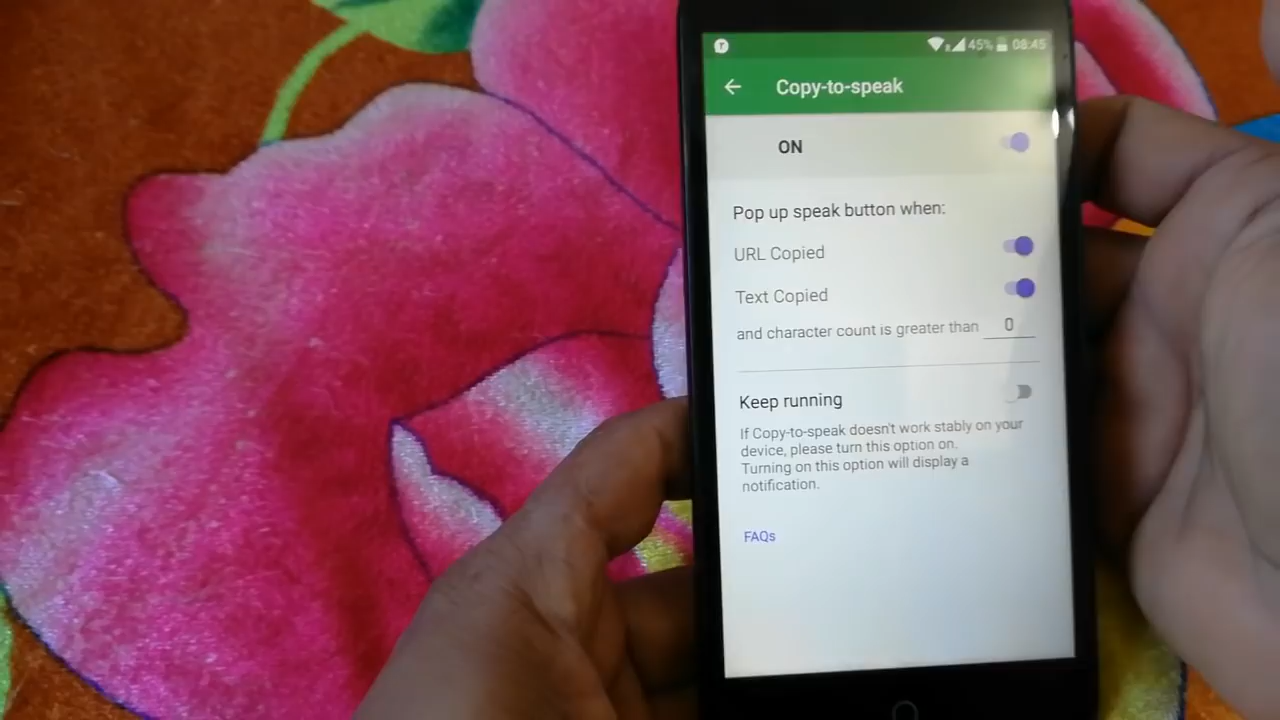 45% 08:45
Copy-to-speak
ON
Pop up speak button when:
URL Copied
Text Copied
and character count is greater than 0
Keep running
If Copy-to-speak doesn't work stably on your
device, please turn this option on.
Turning on this option will display a
notification.
FAQs